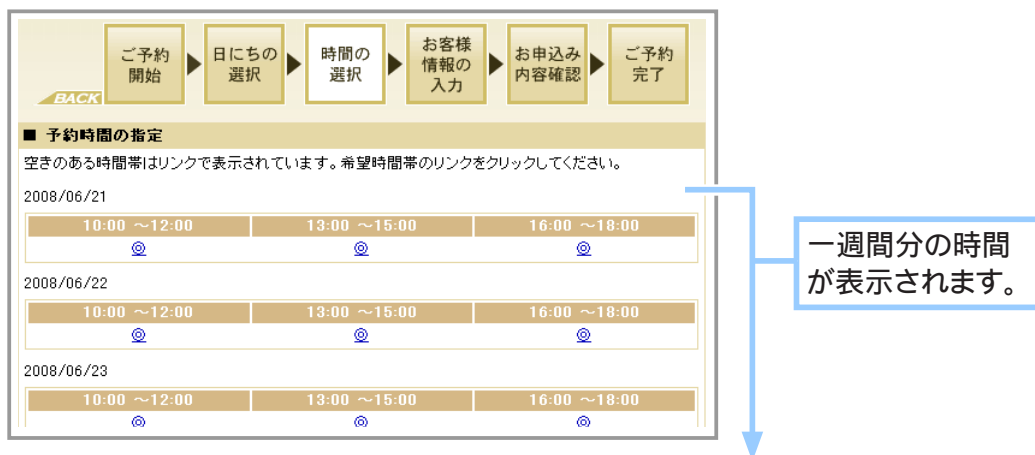 ご予約
開始
日にちの
選択
時間の
選択
お客様
情報の
入力
お申込み
内容確認
ご予約
完了
BACK
■ 予約時間の指定
空きのある時間帯はリンクで表示されています。希望時間帯のリンクをクリックしてください。
2008/06/21
10:00 ～12:00 13:00 ～15:00 16:00 ～18:00
◎ ◎ ◎
2008/06/22
10:00 ～12:00 13:00 ～15:00 16:00 ～18:00
◎ ◎ ◎
2008/06/23
10:00 ～12:00 13:00 ～15:00 16:00 ～18:00
◎ ◎ ◎
一週間分の時間
が表示されます。